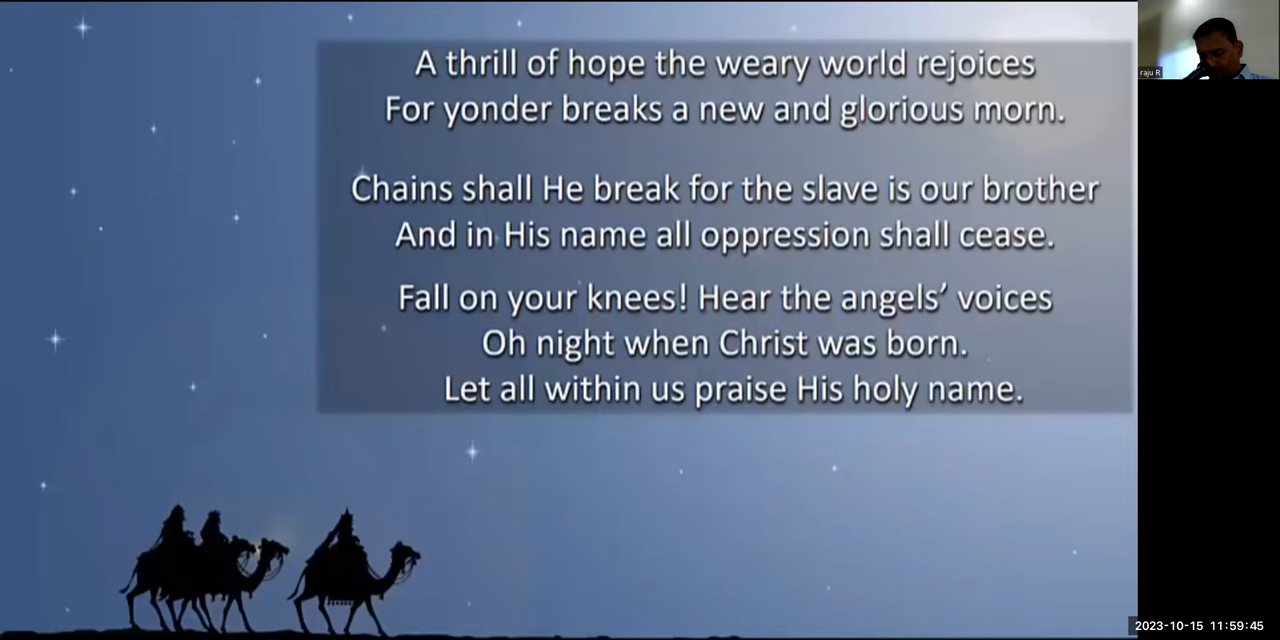 A thrill of hope the weary world rejoices
For yonder breaks a new and glorious morn.
Chains shall He break for the slave is our brother
And in His name all oppression shall cease.
Fall on your knees! Hear the angels’ voices
Oh night when Christ was born.
Let all within us praise His holy name.
raju R
2023-10-15 11:59:45